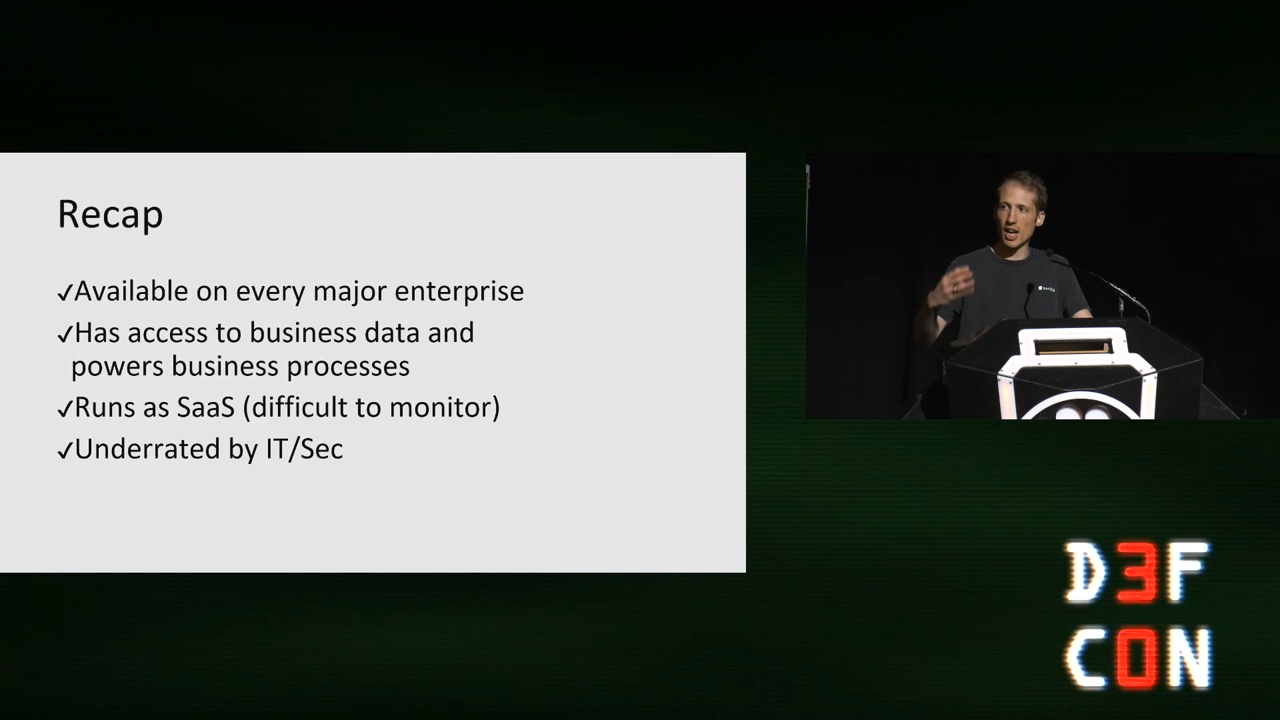 Recap
✓Available on every major enterprise
✓Has access to business data and
powers business processes
✓Runs as SaaS (difficult to monitor)
✓Underrated by IT/Sec
D3F
C0N